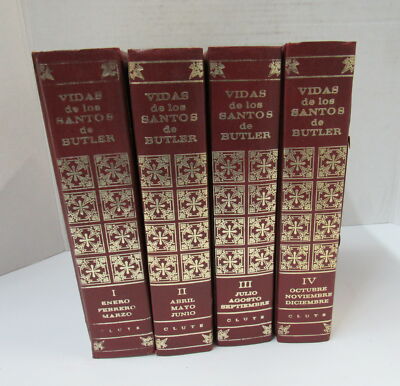 VIDAS
de los
SANTOS
de
BUTLER
I
ENERO
FEBRERO
MARZO
CLUTE
VIDAS
de los
SANTOS
de
BUTLER
II
ABRIL
MAYO
JUNIO
CLUTE
VIDAS
de los
SANTOS
de
BUTLER
III
JULIO
AGOSTO
SEPTIEMBRE
CLUTE
VIDAS
de los
SANTOS
de
BUTLER
IV
OCTUBRE
NOVIEMBRE
DICIEMBRE
CLUTE